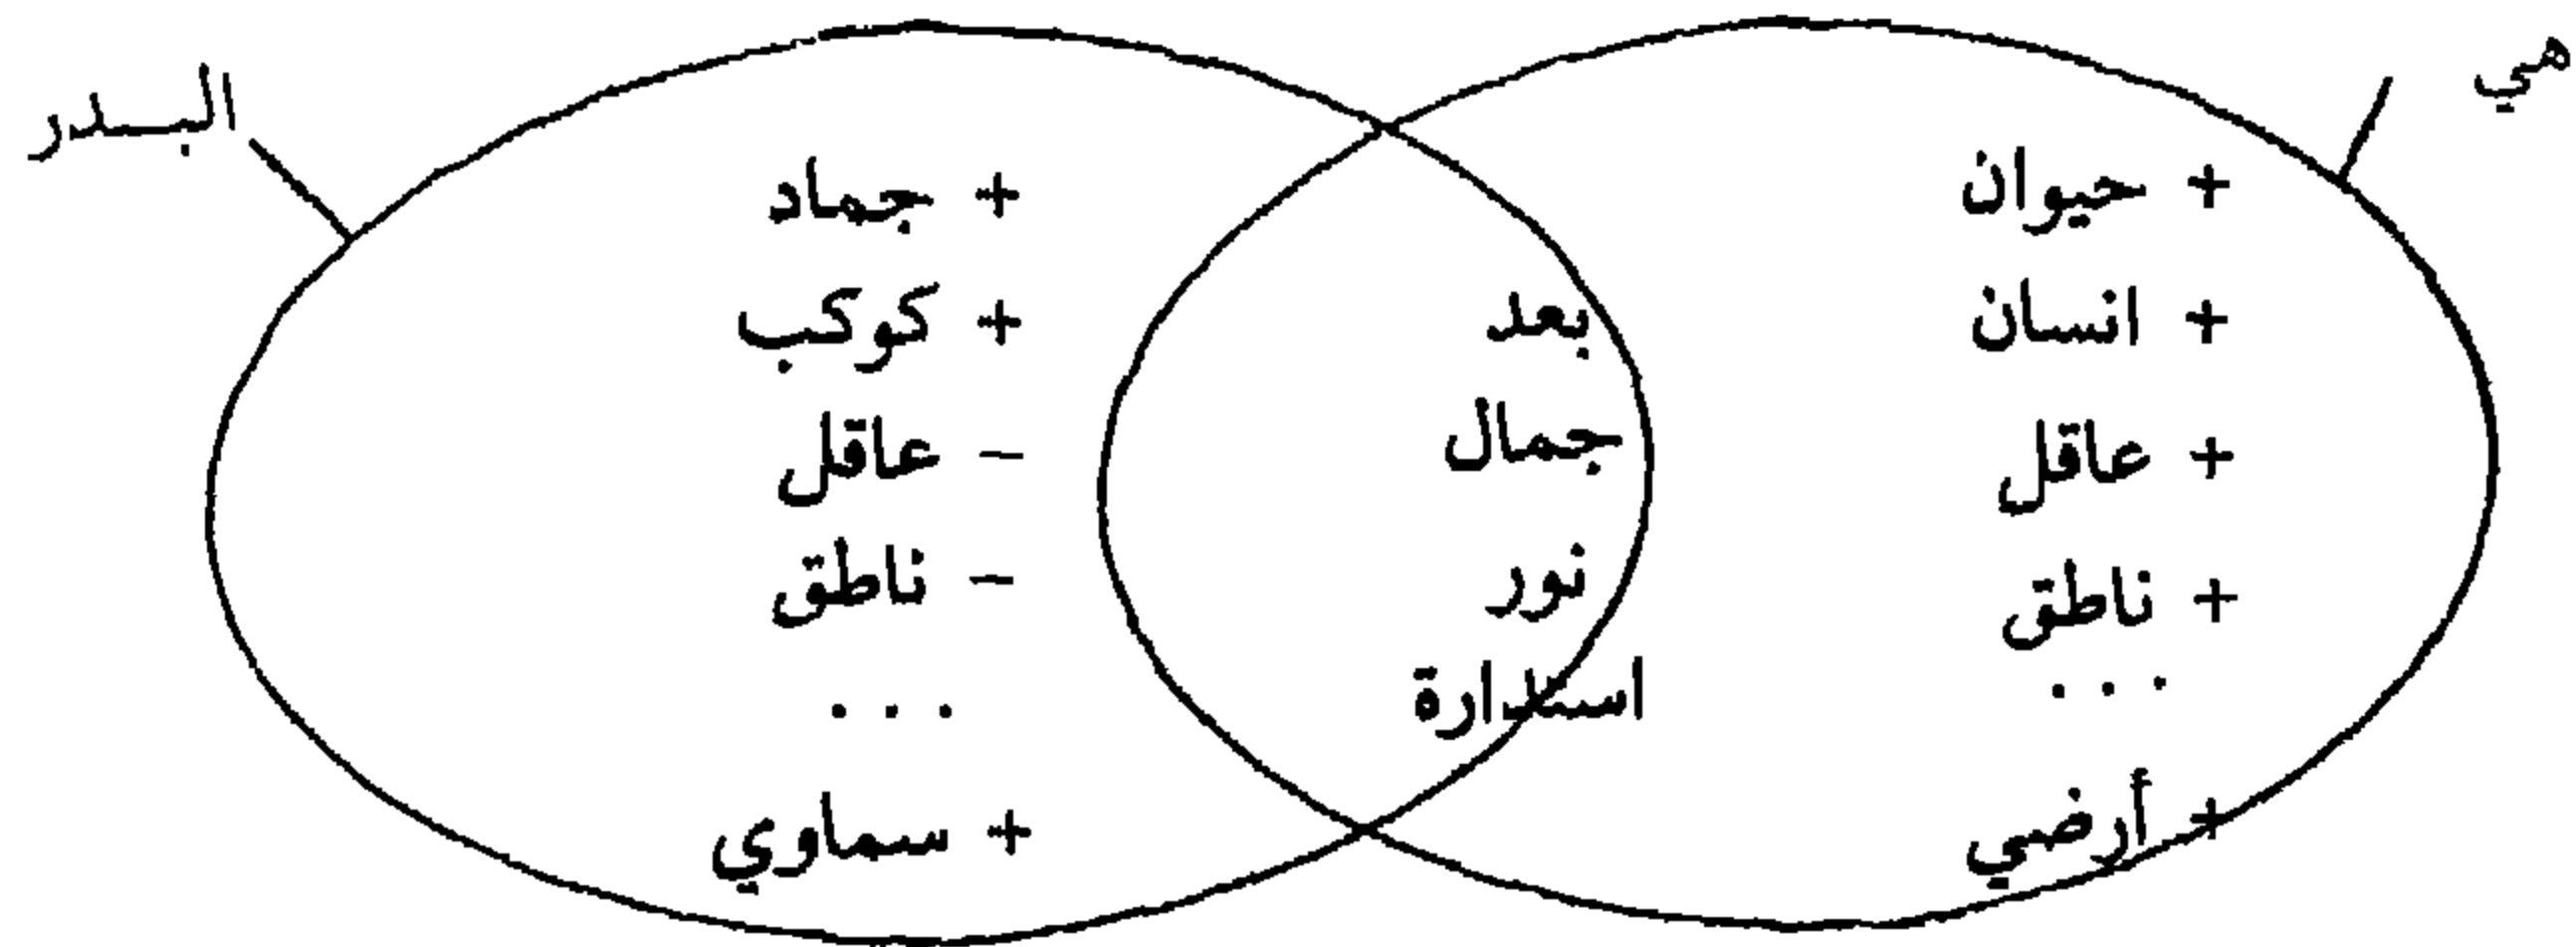 هي
البدر
+ حيوان
+ انسان
+ عاقل
+ ناطق
...
+ أرضي
بعد
جمال
نور
استدارة
+ جماد
+ كوكب
- عاقل
- ناطق
...
+ سماوي